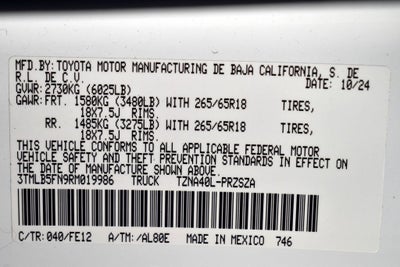 MFD.BY:TOYOTA MOTOR MANUFACTURING DE BAJA CALIFORNIA, S. DE
R.L. DE C.V. DATE: 10/24
GVWR:2730KG (6025LB)
GAWR:FRT. 1580KG (3480LB) WITH 265/65R18 TIRES,
18X7.5J RIMS.
RR. 1485KG (3275LB) WITH 265/65R18 TIRES,
18X7.5J RIMS.
THIS VEHICLE CONFORMS TO ALL APPLICABLE FEDERAL MOTOR
VEHICLE SAFETY AND THEFT PREVENTION STANDARDS IN EFFECT ON
THE DATE OF MANUFACTURE SHOWN ABOVE.
3TMLB5FN9RM019986 TRUCK TZNA40L-PRZSZA
C/TR:040/FE12 A/TM:/AL80E MADE IN MEXICO 746